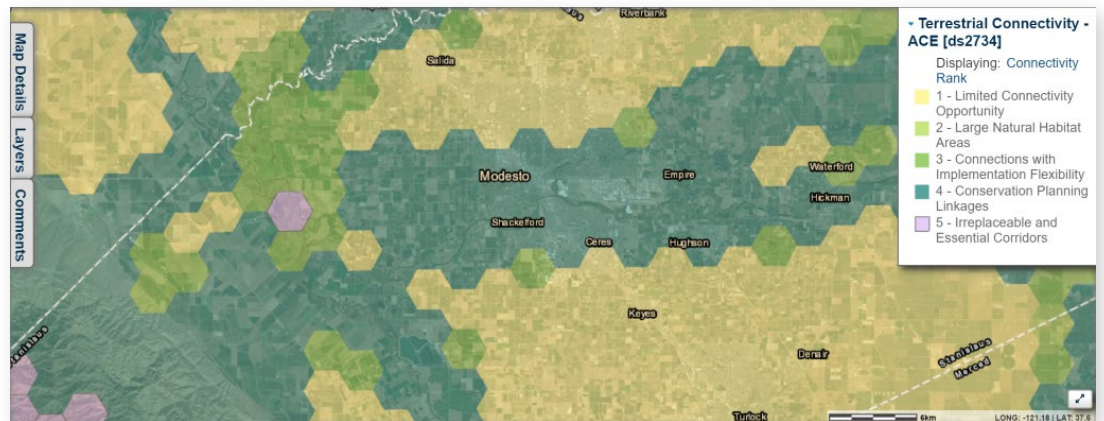 Map Details
Layers
Comments
Riverbank
Salida
Modesto
Empire
Waterford
Hickman
Shackelford
Ceres
Hughson
Keyes
Denair
Turlock
Stanislaus
Merced
Terrestrial Connectivity -
ACE [ds2734]
Displaying: Connectivity
Rank
1 - Limited Connectivity
Opportunity
2 - Large Natural Habitat
Areas
3 - Connections with
Implementation Flexibility
4 - Conservation Planning
Linkages
5 - Irreplaceable and
Essential Corridors
6km
LONG: -121.18 | LAT: 37.6